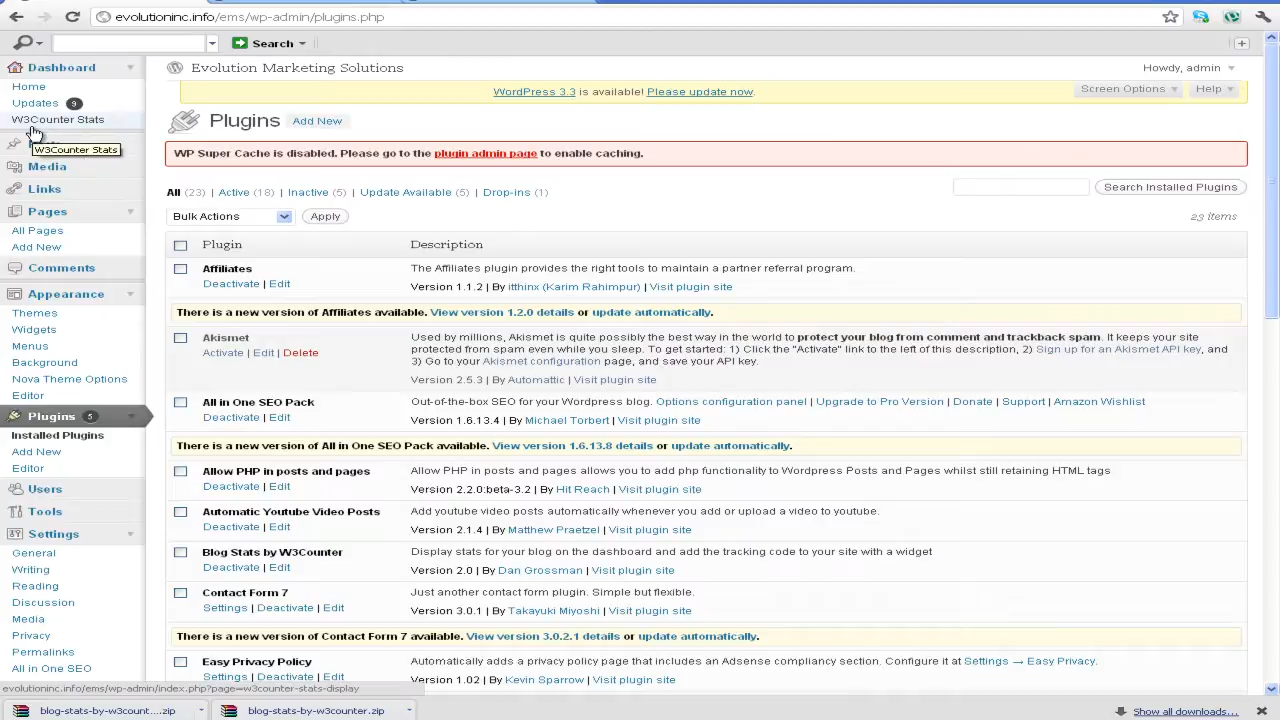 evolutioninc.info/ems/wp-admin/plugins.php
Search
Dashboard
Home
Updates 9
W3Counter Stats
W3Counter Stats
Media
Links
Pages
All Pages
Add New
Comments
Appearance
Themes
Widgets
Menus
Background
Nova Theme Options
Editor
Plugins 5
Installed Plugins
Add New
Editor
Users
Tools
Settings
General
Writing
Reading
Discussion
Media
Privacy
Permalinks
All in One SEO
Evolution Marketing Solutions
Howdy, admin
WordPress 3.3 is available! Please update now.
Screen Options
Help
Plugins Add New
WP Super Cache is disabled. Please go to the plugin admin page to enable caching.
All (23) | Active (18) | Inactive (5) | Update Available (5) | Drop-ins (1)
Search Installed Plugins
Bulk Actions
Apply
23 items
Plugin
Description
Affiliates
Deactivate | Edit
The Affiliates plugin provides the right tools to maintain a partner referral program.
Version 1.1.2 | By itthinx (Karim Rahimpur) | Visit plugin site
There is a new version of Affiliates available. View version 1.2.0 details or update automatically.
Akismet
Activate | Edit | Delete
Used by millions, Akismet is quite possibly the best way in the world to protect your blog from comment and trackback spam. It keeps your site
protected from spam even while you sleep. To get started: 1) Click the "Activate" link to the left of this description, 2) Sign up for an Akismet API key, and
3) Go to your Akismet configuration page, and save your API key.
Version 2.5.3 | By Automattic | Visit plugin site
All in One SEO Pack
Deactivate | Edit
Out-of-the-box SEO for your Wordpress blog. Options configuration panel | Upgrade to Pro Version | Donate | Support | Amazon Wishlist
Version 1.6.13.4 | By Michael Torbert | Visit plugin site
There is a new version of All in One SEO Pack available. View version 1.6.13.8 details or update automatically.
Allow PHP in posts and pages
Deactivate | Edit
Allow PHP in posts and pages allows you to add php functionality to Wordpress Posts and Pages whilst still retaining HTML tags
Version 2.2.0:beta-3.2 | By Hit Reach | Visit plugin site
Automatic Youtube Video Posts
Deactivate | Edit
Add youtube video posts automatically whenever you add or upload a video to youtube.
Version 2.1.4 | By Matthew Praetzel | Visit plugin site
Blog Stats by W3Counter
Deactivate | Edit
Display stats for your blog on the dashboard and add the tracking code to your site with a widget
Version 2.0 | By Dan Grossman | Visit plugin site
Contact Form 7
Settings | Deactivate | Edit
Just another contact form plugin. Simple but flexible.
Version 3.0.1 | By Takayuki Miyoshi | Visit plugin site
There is a new version of Contact Form 7 available. View version 3.0.2.1 details or update automatically.
Easy Privacy Policy
Settings | Deactivate | Edit
Automatically adds a privacy policy page that includes an Adsense compliancy section. Configure it at Settings → Easy Privacy.
Version 1.02 | By Kevin Sparrow | Visit plugin site
evolutioninc.info/ems/wp-admin/index.php?page=w3counter-stats-display
blog-stats-by-w3count....zip
blog-stats-by-w3counter.zip
Show all downloads...